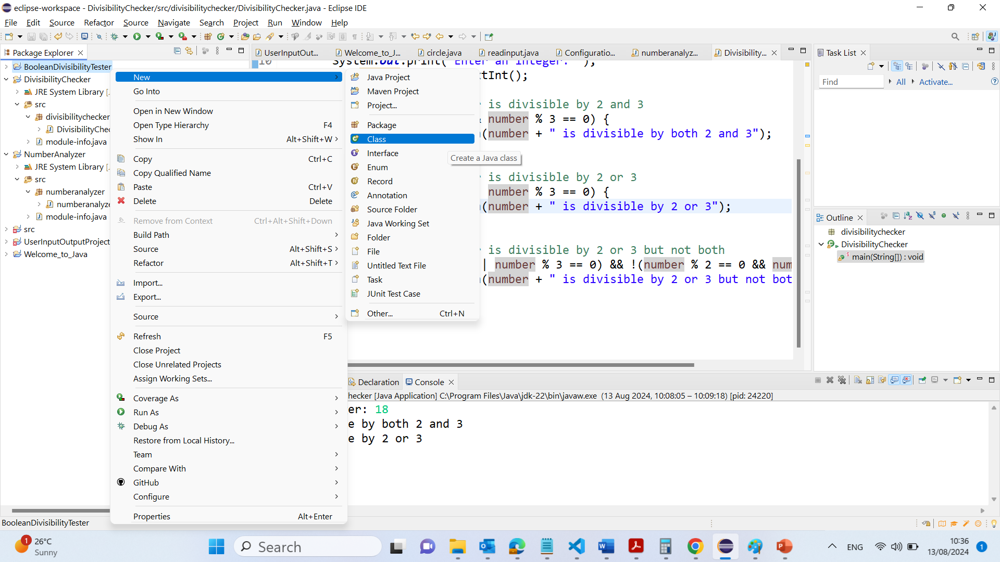 eclipse-workspace - DivisibilityChecker/src/divisibilitychecker/DivisibilityChecker.java - Eclipse IDE
File Edit Source Refactor Source Navigate Search Project Run Window Help
Package Explorer
BooleanDivisibilityTester
DivisibilityChecker
JRE System Library [
src
divisibilitychecker
DivisibilityChec
module-info.java
NumberAnalyzer
JRE System Library [
src
numberanalyzer
numberanalyze
module-info.java
src
UserInputOutputProject
Welcome_to_Java
New
Go Into
Open in New Window
Open Type Hierarchy F4
Show In Alt+Shift+W
Copy Ctrl+C
Copy Qualified Name
Paste Ctrl+V
Delete Delete
Remove from Context Ctrl+Alt+Shift+Down
Build Path
Source Alt+Shift+S
Refactor Alt+Shift+T
Import...
Export...
Source
Refresh F5
Close Project
Close Unrelated Projects
Assign Working Sets...
Coverage As
Run As
Debug As
Restore from Local History...
Team
Compare With
GitHub
Configure
Properties Alt+Enter
Java Project
Maven Project
Project...
Package
Class
Interface
Enum
Record
Annotation
Source Folder
Java Working Set
Folder
File
Untitled Text File
Task
JUnit Test Case
Other... Ctrl+N
Create a Java class
UserInputOut... Welcome_to_J... circle.java readinput.java Configuratio... numberanalyz... Divisibility...
10 System.out.print("Enter an integer: ");
tInt();
is divisible by 2 and 3
number % 3 == 0) {
(number + " is divisible by both 2 and 3");
is divisible by 2 or 3
number % 3 == 0) {
(number + " is divisible by 2 or 3");
is divisible by 2 or 3 but not both
| number % 3 == 0) && !(number % 2 == 0 && num
(number + " is divisible by 2 or 3 but not bot
Declaration Console
hecker [Java Application] C:\Program Files\Java\jdk-22\bin\javaw.exe (13 Aug 2024, 10:08:05 – 10:09:18) [pid: 24220]
er: 18
e by both 2 and 3
e by 2 or 3
Task List
Find All Activate...
Outline
divisibilitychecker
DivisibilityChecker
main(String[]) : void
BooleanDivisibilityTester
1
26°C
Sunny
Search
ENG
10:36
13/08/2024
1